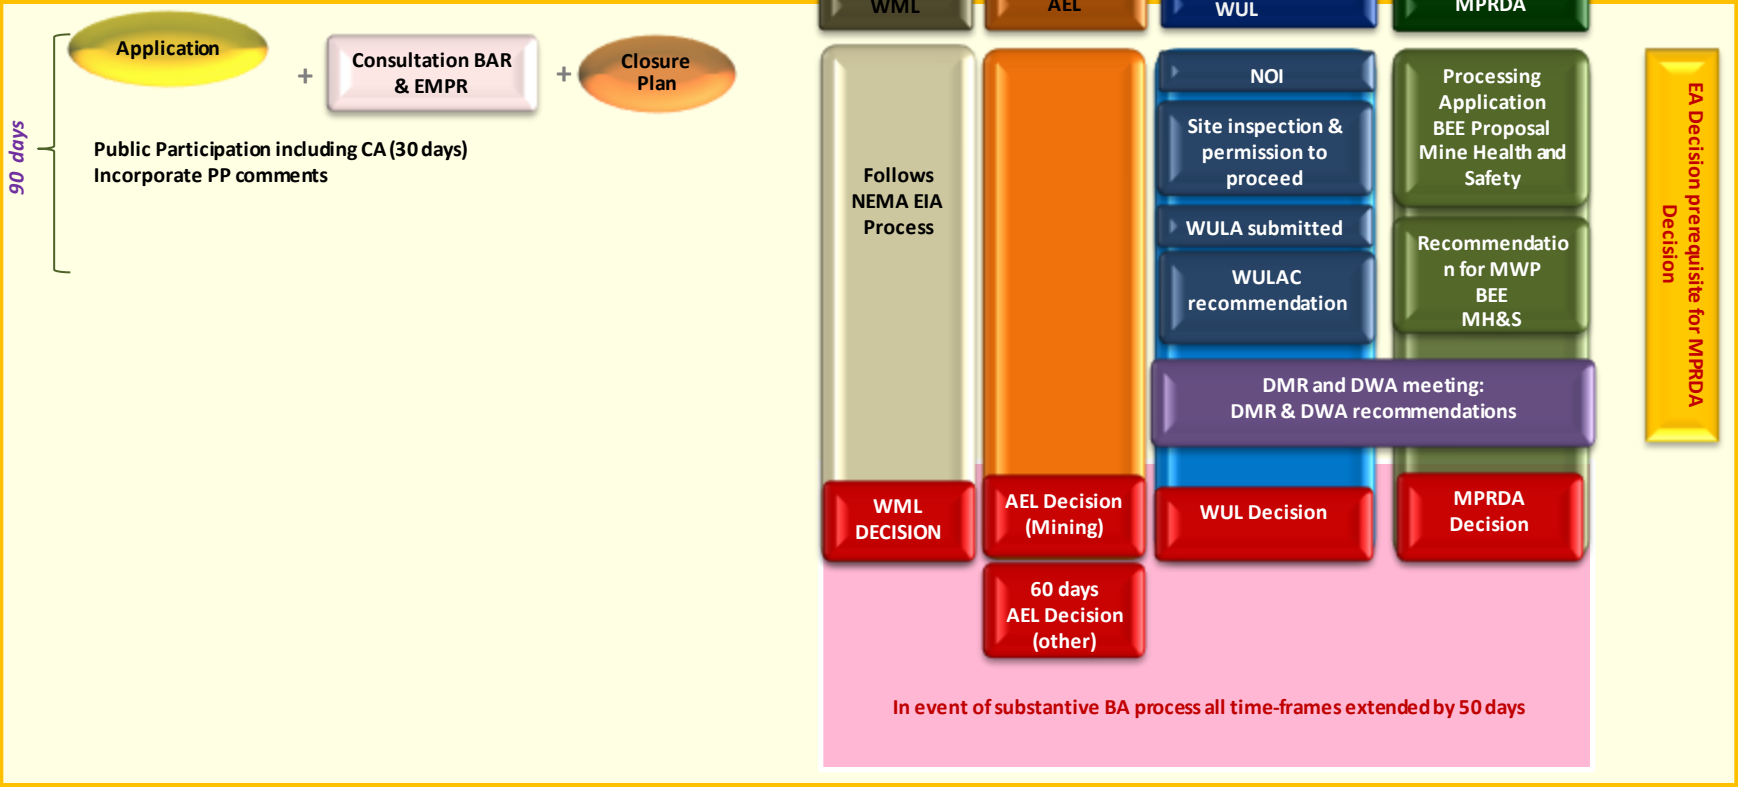 WML
AEL
WUL
MPRDA
Application
+
Consultation BAR
& EMPR
+
Closure
Plan
90 days
Public Participation including CA (30 days)
Incorporate PP comments
Follows
NEMA EIA
Process
NOI
Site inspection &
permission to
proceed
WULA submitted
WULAC
recommendation
Processing
Application
BEE Proposal
Mine Health and
Safety
Recommendatio
n for MWP
BEE
MH&S
DMR and DWA meeting:
DMR & DWA recommendations
EA Decision prerequisite for MPRDA
Decision
WML
DECISION
AEL Decision
(Mining)
WUL Decision
MPRDA
Decision
60 days
AEL Decision
(other)
In event of substantive BA process all time-frames extended by 50 days